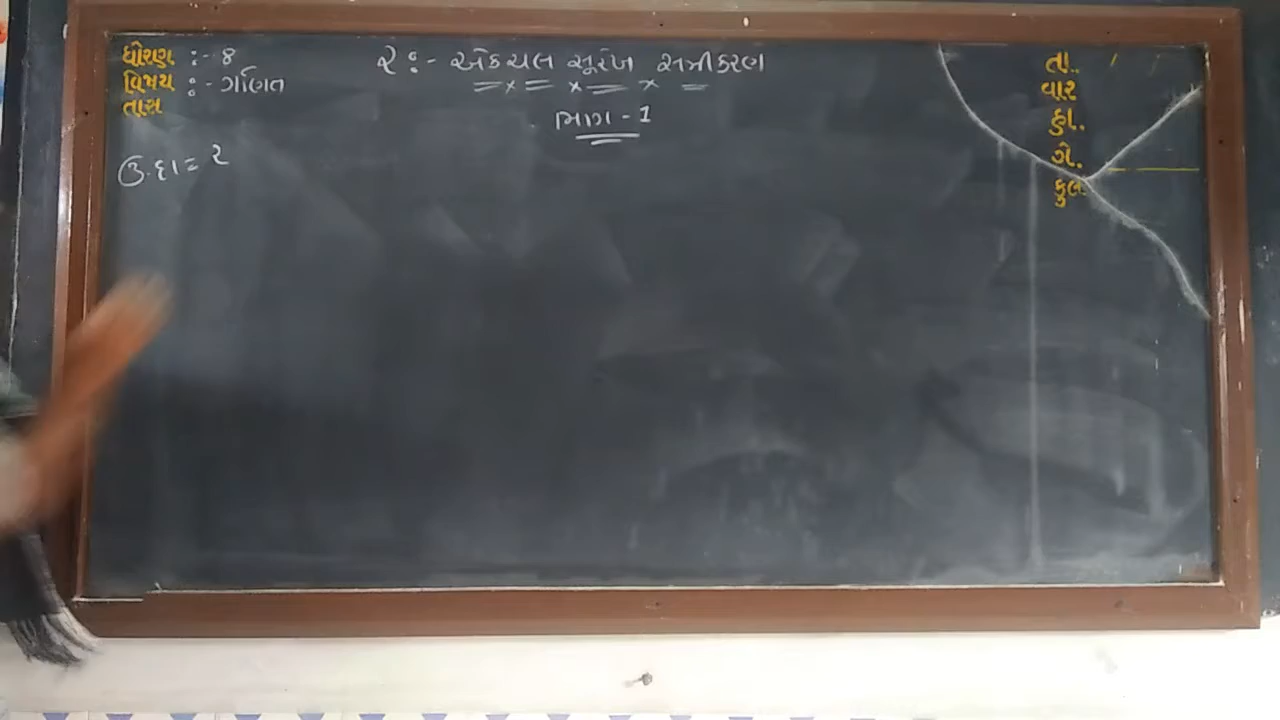 ધોરણ :- 8
વિષય :- ગણિત
તાસ
૨ :- એકચલ સુરેખ સમીકરણ
ભાગ - 1
ઉ.દા = ૨
તા..
વાર
હા..
ગે.
કુલ